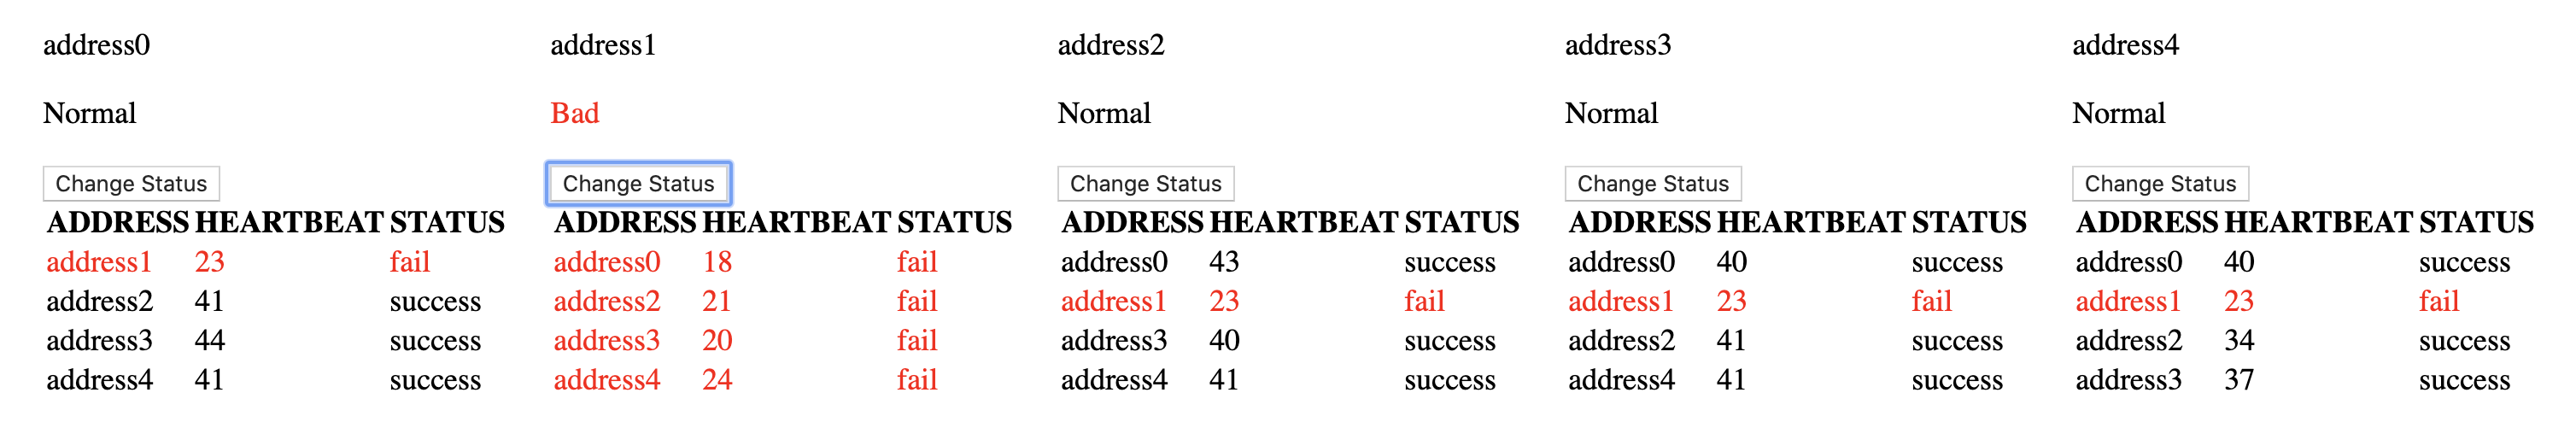 address0 address1 address2 address3 address4
Normal Bad Normal Normal Normal
Change Status Change Status Change Status Change Status Change Status
ADDRESS HEARTBEAT STATUS ADDRESS HEARTBEAT STATUS ADDRESS HEARTBEAT STATUS ADDRESS HEARTBEAT STATUS ADDRESS HEARTBEAT STATUS
address1 23 fail address0 18 fail address0 43 success address0 40 success address0 40 success
address2 41 success address2 21 fail address1 23 fail address1 23 fail address1 23 fail
address3 44 success address3 20 fail address3 40 success address2 41 success address2 34 success
address4 41 success address4 24 fail address4 41 success address4 41 success address3 37 success